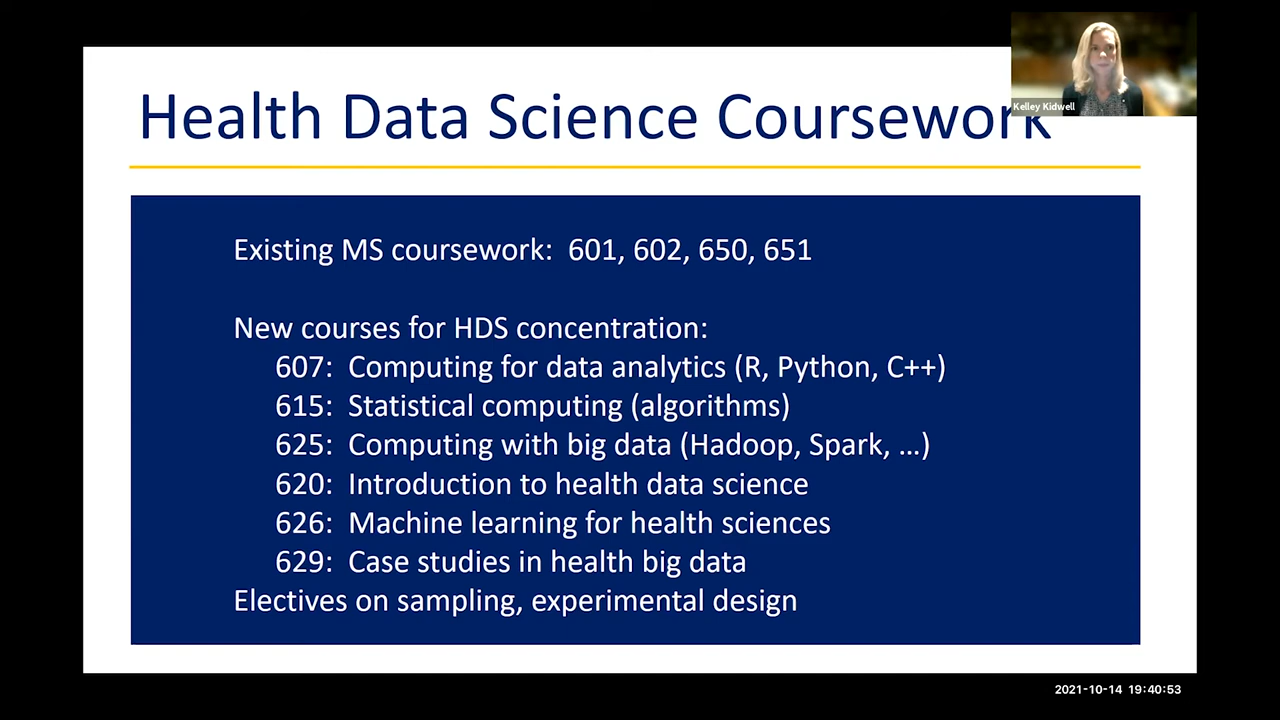 Health Data Science Coursework
Kelley Kidwell
Existing MS coursework: 601, 602, 650, 651
New courses for HDS concentration:
607: Computing for data analytics (R, Python, C++)
615: Statistical computing (algorithms)
625: Computing with big data (Hadoop, Spark, …)
620: Introduction to health data science
626: Machine learning for health sciences
629: Case studies in health big data
Electives on sampling, experimental design
2021-10-14 19:40:53